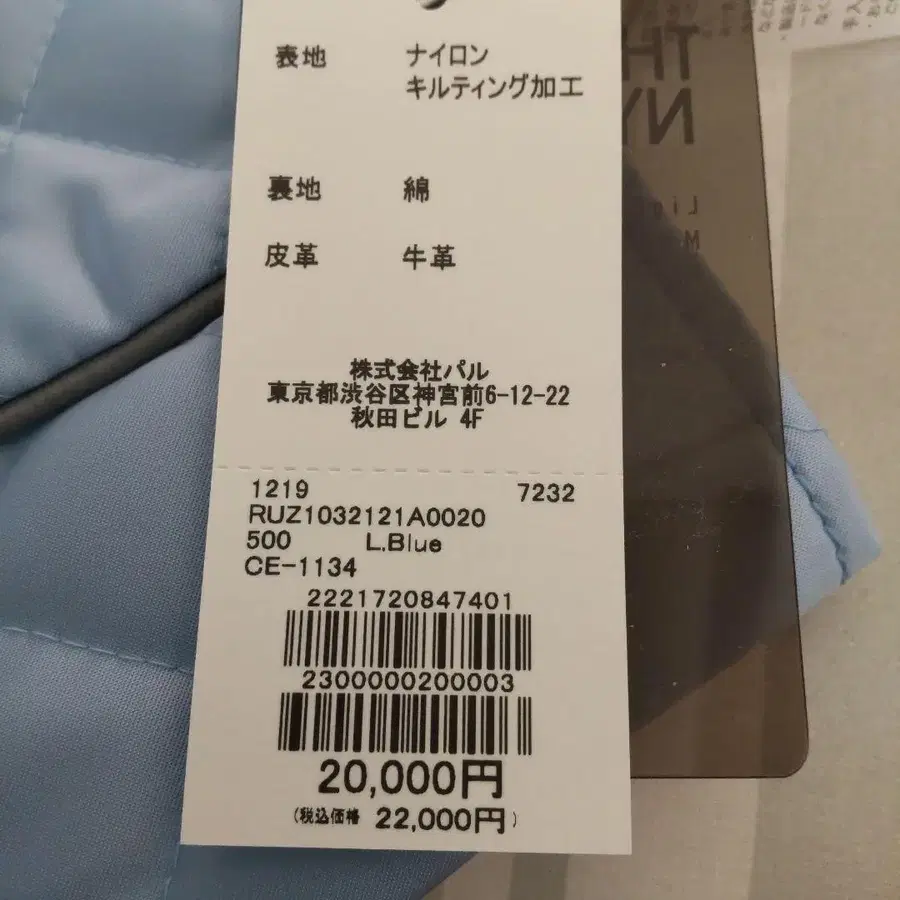 表地 ナイロン
キルティング加工
裏地 綿
皮革 牛革
株式会社パル
東京都渋谷区神宮前6-12-22
秋田ビル 4F
1219 7232
RUZ1032121A0020
500 L.Blue
CE-1134
2221720847401
2300000200003
20,000円
(税込価格 22,000円)